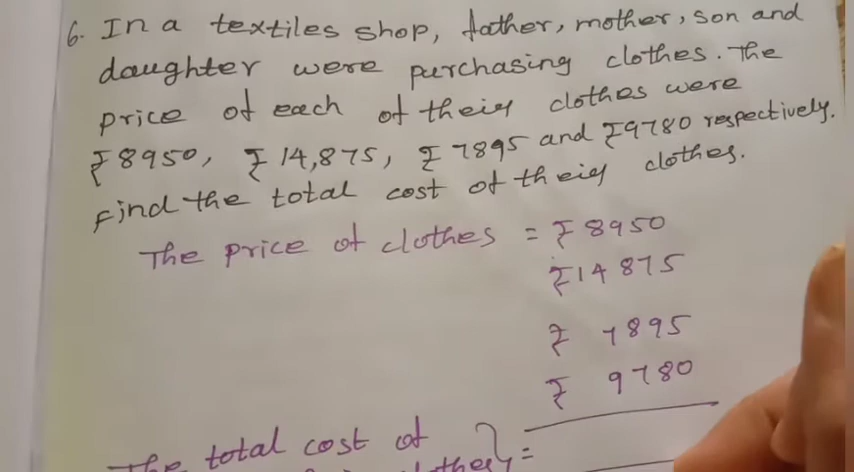 6. In a textiles shop, father, mother, son and
daughter were purchasing clothes. The
price of each of their clothes were
₹8950, ₹14,875, ₹7895 and ₹9780 respectively.
Find the total cost of their clothes.
The price of clothes = ₹8950
₹14875
₹ 7895
₹ 9780
The total cost of
=